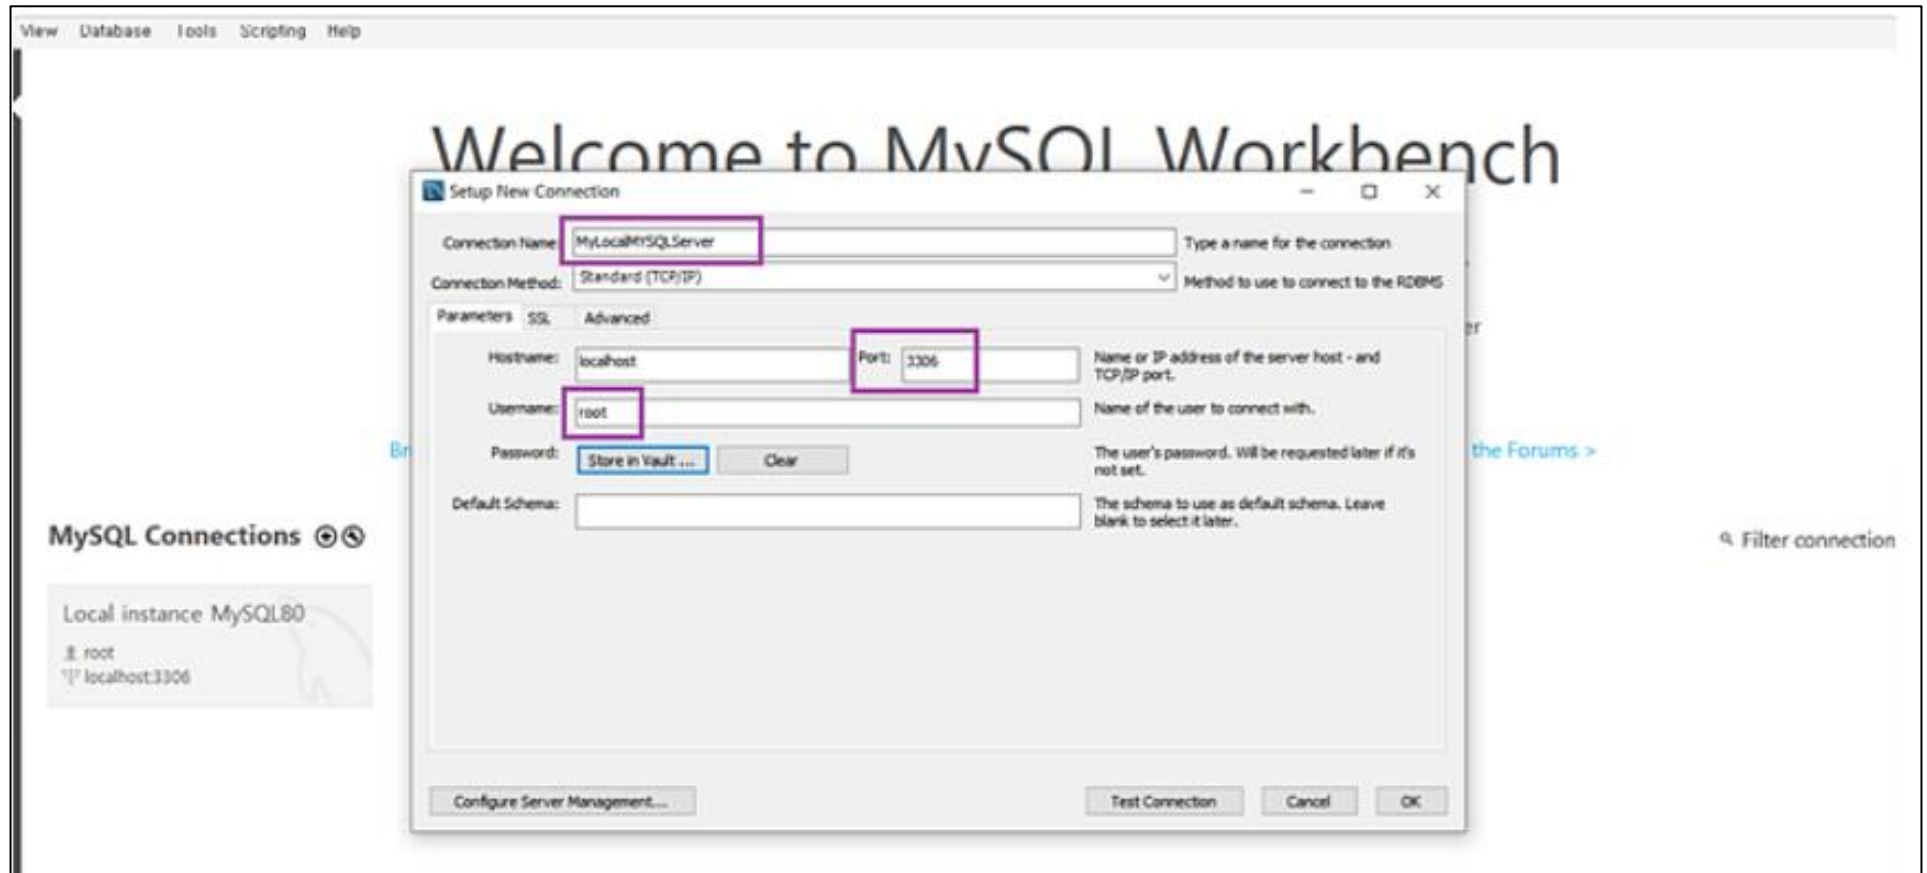 View Database Tools Scripting Help
Welcome to MySQL Workbench
Setup New Connection
Connection Name: MyLocalMYSQLServer Type a name for the connection
Connection Method: Standard (TCP/IP) Method to use to connect to the RDBMS
Parameters SSL Advanced
Hostname: localhost Port: 3306 Name or IP address of the server host - and
TCP/IP port.
Username: root Name of the user to connect with.
Password: Store in Vault ... Clear The user's password. Will be requested later if it's
not set.
the Forums >
Default Schema: The schema to use as default schema. Leave
blank to select it later.
MySQL Connections
Filter connection
Local instance MySQL80
root
localhost:3306
Configure Server Management... Test Connection Cancel OK